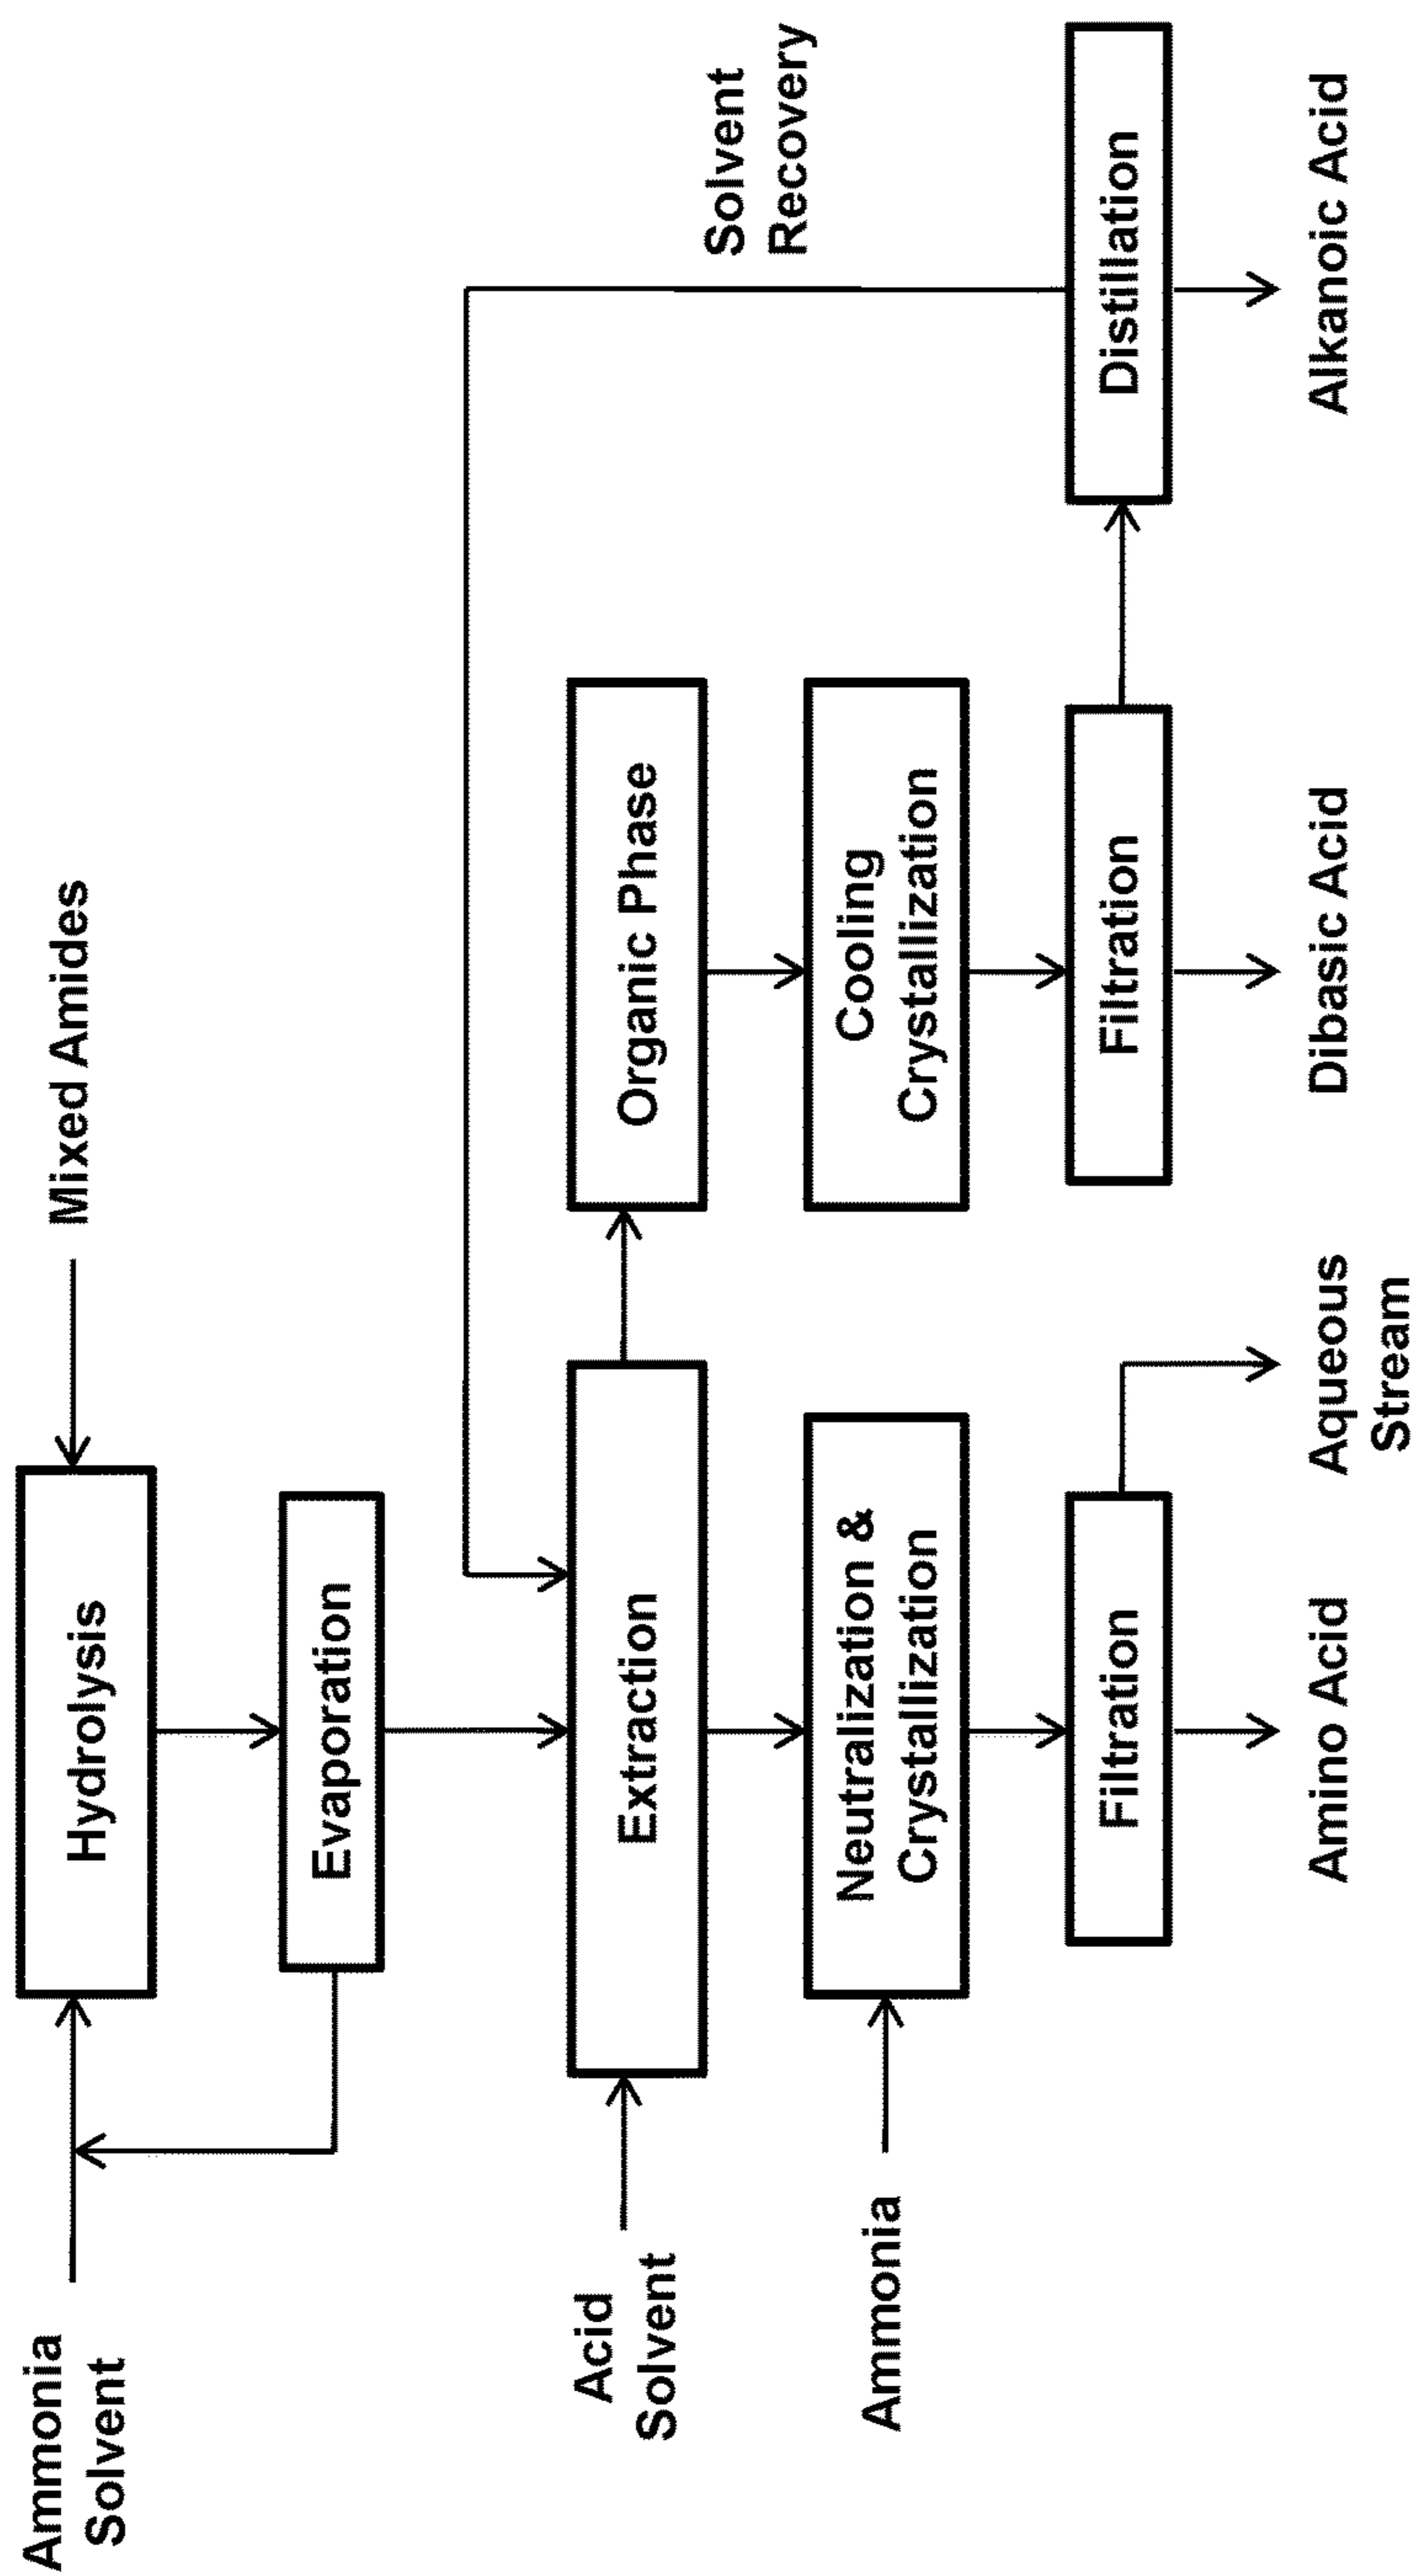 Ammonia
Solvent
Hydrolysis
Mixed Amides
Evaporation
Acid
Solvent
Extraction
Organic Phase
Solvent
Recovery
Ammonia
Neutralization &
Crystallization
Cooling
Crystallization
Filtration
Filtration
Distillation
Amino Acid
Aqueous
Stream
Dibasic Acid
Alkanoic Acid